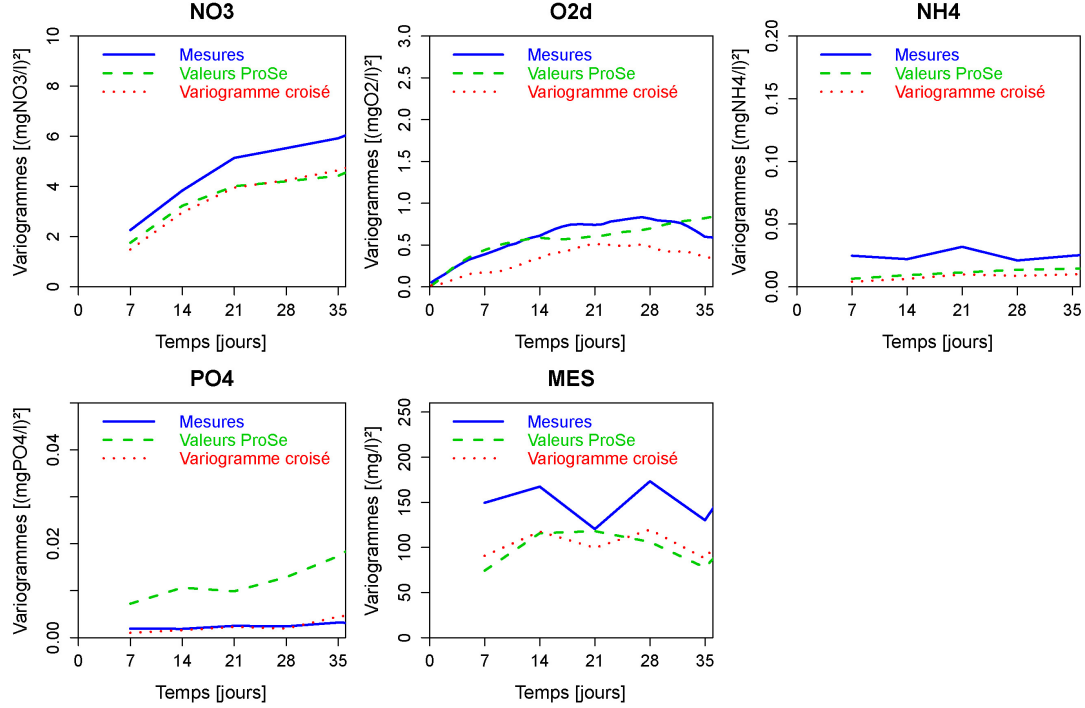 NO3
Variogrammes [(mgNO3/l)²]
10
8
6
4
2
0
Mesures
Valeurs ProSe
Variogramme croisé
0 7 14 21 28 35
Temps [jours]
O2d
Variogrammes [(mgO2/l)²]
3.0
2.5
2.0
1.5
1.0
0.5
0.0
Mesures
Valeurs ProSe
Variogramme croisé
0 7 14 21 28 35
Temps [jours]
NH4
Variogrammes [(mgNH4/l)²]
0.20
0.15
0.10
0.05
0.00
Mesures
Valeurs ProSe
Variogramme croisé
0 7 14 21 28 35
Temps [jours]
PO4
Variogrammes [(mgPO4/l)²]
0.04
0.02
0.00
Mesures
Valeurs ProSe
Variogramme croisé
0 7 14 21 28 35
Temps [jours]
MES
Variogrammes [(mg/l)²]
250
200
150
100
50
0
Mesures
Valeurs ProSe
Variogramme croisé
0 7 14 21 28 35
Temps [jours]